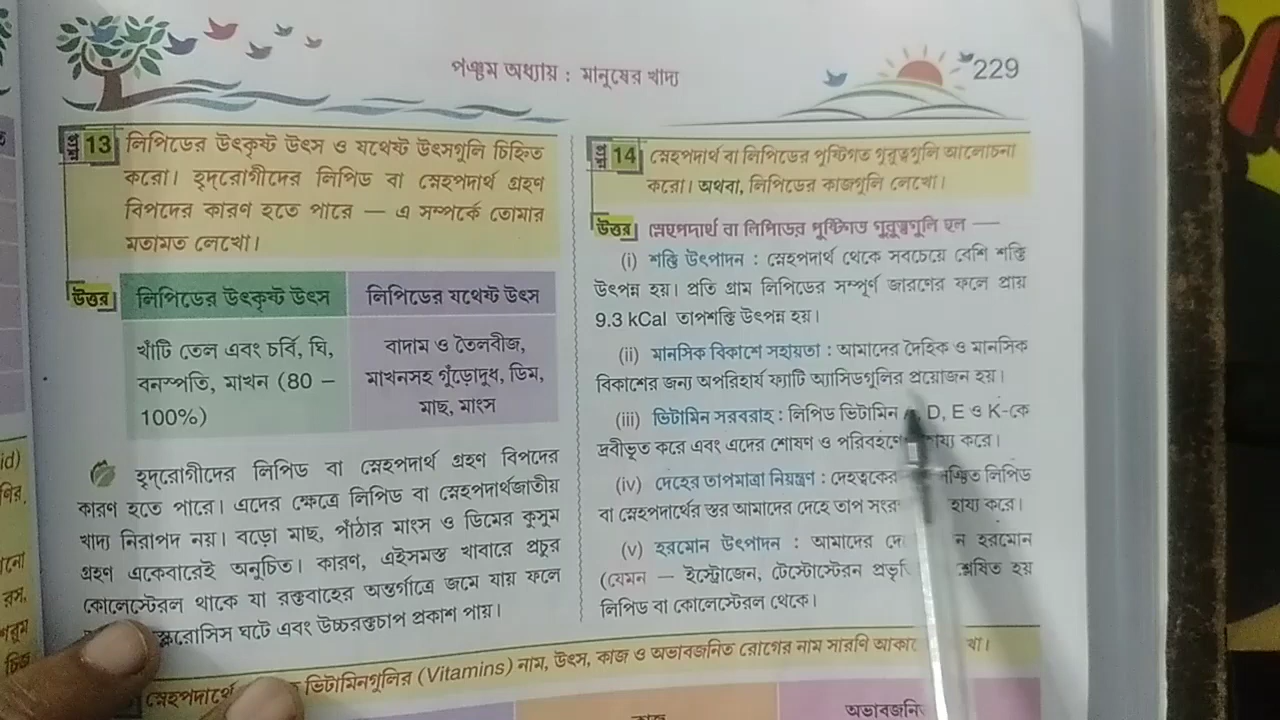 পঞ্চম অধ্যায় : মানুষের খাদ্য
229
প্রশ্ন 13 লিপিডের উৎকৃষ্ট উৎস ও যথেষ্ট উৎসগুলি চিহ্নিত
করো। হৃদ্‌রোগীদের লিপিড বা স্নেহপদার্থ গ্রহণ
বিপদের কারণ হতে পারে — এ সম্পর্কে তোমার
মতামত লেখো।
উত্তর
লিপিডের উৎকৃষ্ট উৎস
লিপিডের যথেষ্ট উৎস
খাঁটি তেল এবং চর্বি, ঘি,
বনস্পতি, মাখন (80 –
100%)
বাদাম ও তৈলবীজ,
মাখনসহ গুঁড়োদুধ, ডিম,
মাছ, মাংস
হৃদ্‌রোগীদের লিপিড বা স্নেহপদার্থ গ্রহণ বিপদের
কারণ হতে পারে। এদের ক্ষেত্রে লিপিড বা স্নেহপদার্থজাতীয়
খাদ্য নিরাপদ নয়। বড়ো মাছ, পাঁঠার মাংস ও ডিমের কুসুম
গ্রহণ একেবারেই অনুচিত। কারণ, এইসমস্ত খাবারে প্রচুর
কোলেস্টেরল থাকে যা রক্তবাহের অন্তর্গাত্রে জমে যায় ফলে
ঘটে এবং উচ্চরক্তচাপ প্রকাশ পায়।
প্রশ্ন 14 স্নেহপদার্থ বা লিপিডের পুষ্টিগত গুরুত্বগুলি আলোচনা
করো। অথবা, লিপিডের কাজগুলি লেখো।
উত্তর স্নেহপদার্থ বা লিপিডের পুষ্টিগত গুরুত্বগুলি হল —
(i) শক্তি উৎপাদন : স্নেহপদার্থ থেকে সবচেয়ে বেশি শক্তি
উৎপন্ন হয়। প্রতি গ্রাম লিপিডের সম্পূর্ণ জারণের ফলে প্রায়
9.3 kCal তাপশক্তি উৎপন্ন হয়।
(ii) মানসিক বিকাশে সহায়তা : আমাদের দৈহিক ও মানসিক
বিকাশের জন্য অপরিহার্য ফ্যাটি অ্যাসিডগুলির প্রয়োজন হয়।
(iii) ভিটামিন সরবরাহ : লিপিড ভিটামিন D, E ও K-কে
দ্রবীভূত করে এবং এদের শোষণ ও পরিবহণে করে।
(iv) দেহের তাপমাত্রা নিয়ন্ত্রণ : দেহত্বকের লিপিড
বা স্নেহপদার্থের স্তর আমাদের দেহে তাপ করে।
(v) হরমোন উৎপাদন : আমাদের হরমোন
(যেমন — ইস্ট্রোজেন, টেস্টোস্টেরন হয়
লিপিড বা কোলেস্টেরল থেকে।
ভিটামিনগুলির (Vitamins) নাম, উৎস, কাজ ও অভাবজনিত রোগের নাম সারণি